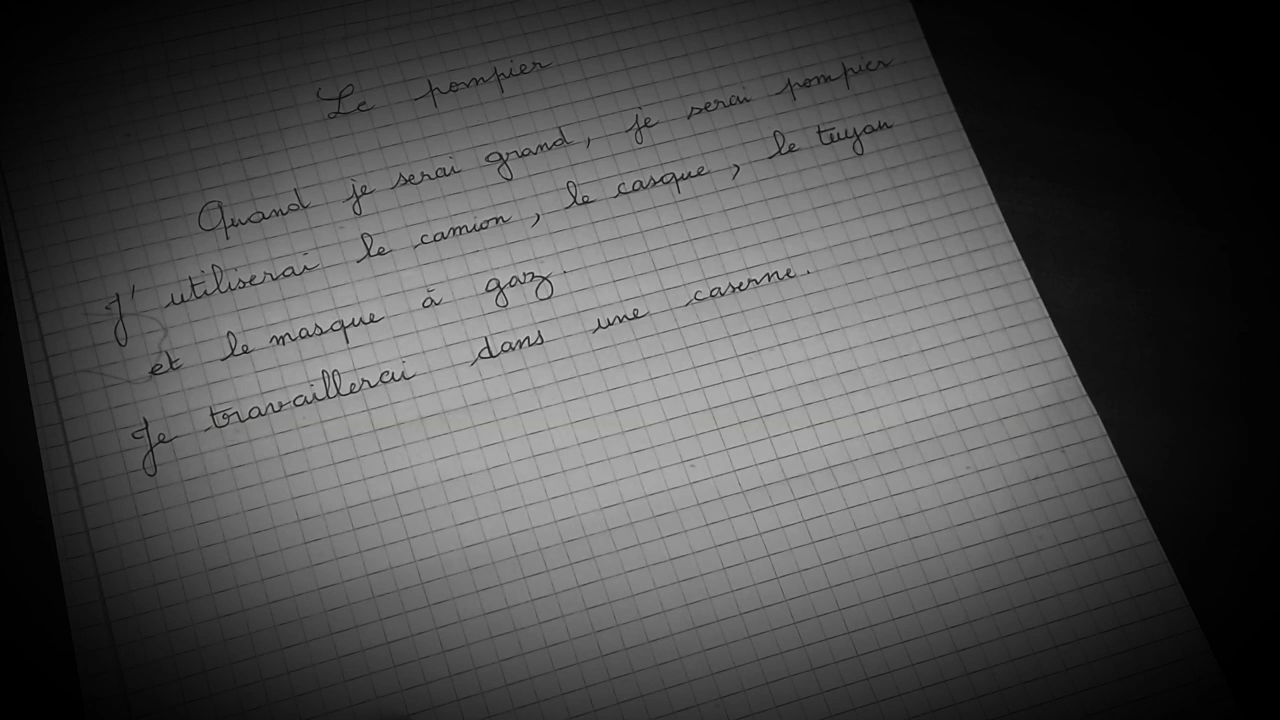 Le pompier
Quand je serai grand, je serai pompier
J'utiliserai le camion, le casque, le tuyau
et le masque à gaz.
Je travaillerai dans une caserne.